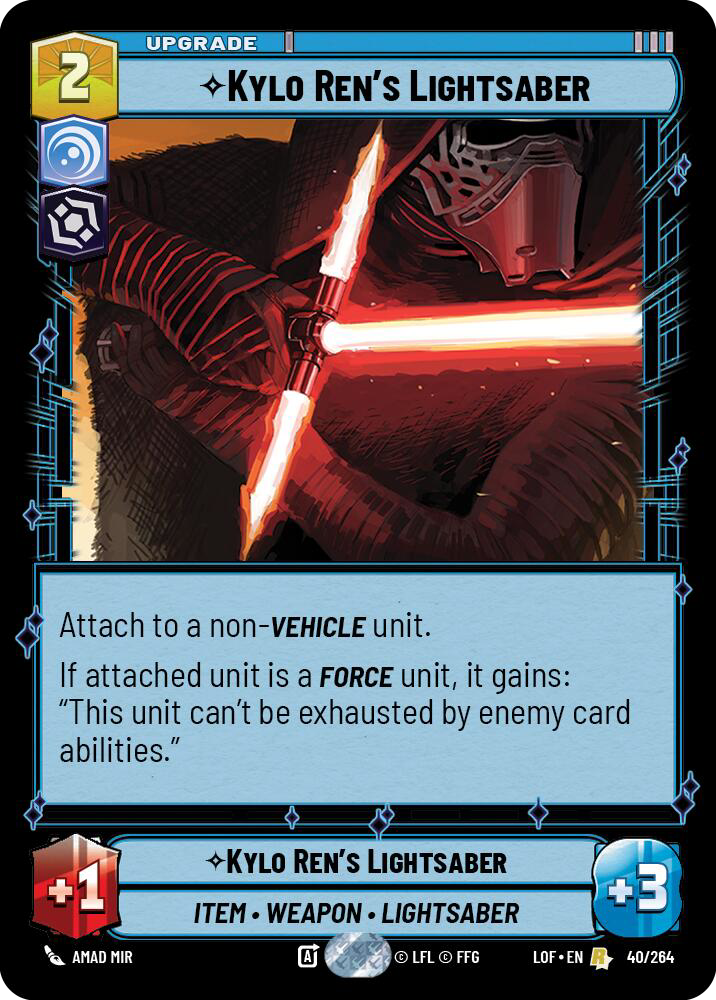 UPGRADE
2
✧KYLO REN'S LIGHTSABER
Attach to a non-VEHICLE unit.
If attached unit is a FORCE unit, it gains:
“This unit can't be exhausted by enemy card
abilities.”
✧KYLO REN'S LIGHTSABER
+1
+3
ITEM • WEAPON • LIGHTSABER
AMAD MIR
A
© LFL © FFG
LOF • EN
R
40/264